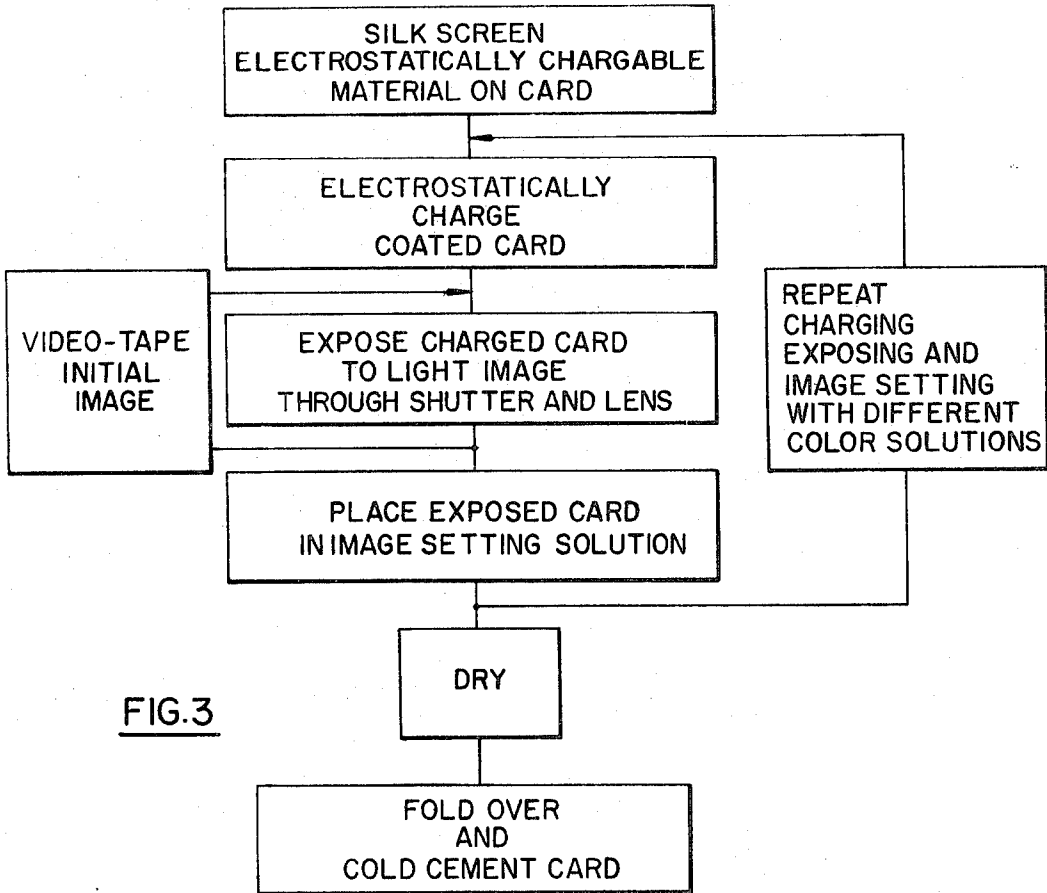 SILK SCREEN
ELECTROSTATICALLY CHARGABLE
MATERIAL ON CARD
ELECTROSTATICALLY
CHARGE
COATED CARD
VIDEO-TAPE
INITIAL
IMAGE
EXPOSE CHARGED CARD
TO LIGHT IMAGE
THROUGH SHUTTER AND LENS
REPEAT
CHARGING
EXPOSING AND
IMAGE SETTING
WITH DIFFERENT
COLOR SOLUTIONS
PLACE EXPOSED CARD
IN IMAGE SETTING SOLUTION
DRY
FIG.3
FOLD OVER
AND
COLD CEMENT CARD